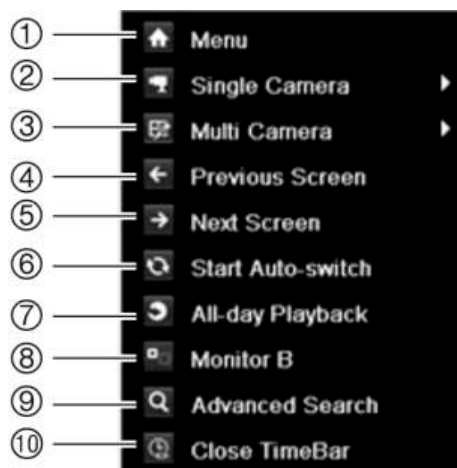 ① Menu
② Single Camera
③ Multi Camera
④ Previous Screen
⑤ Next Screen
⑥ Start Auto-switch
⑦ All-day Playback
⑧ Monitor B
⑨ Advanced Search
⑩ Close TimeBar